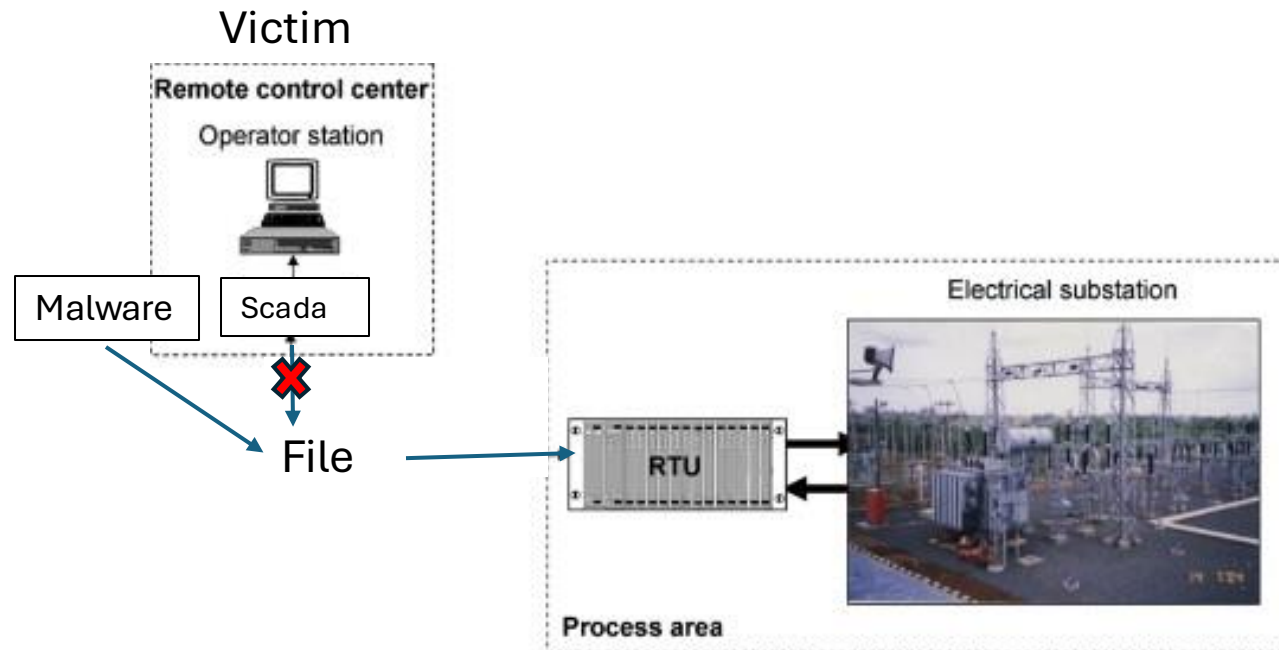 Victim
Remote control center
Operator station
Malware
Scada
File
Electrical substation
RTU
Process area